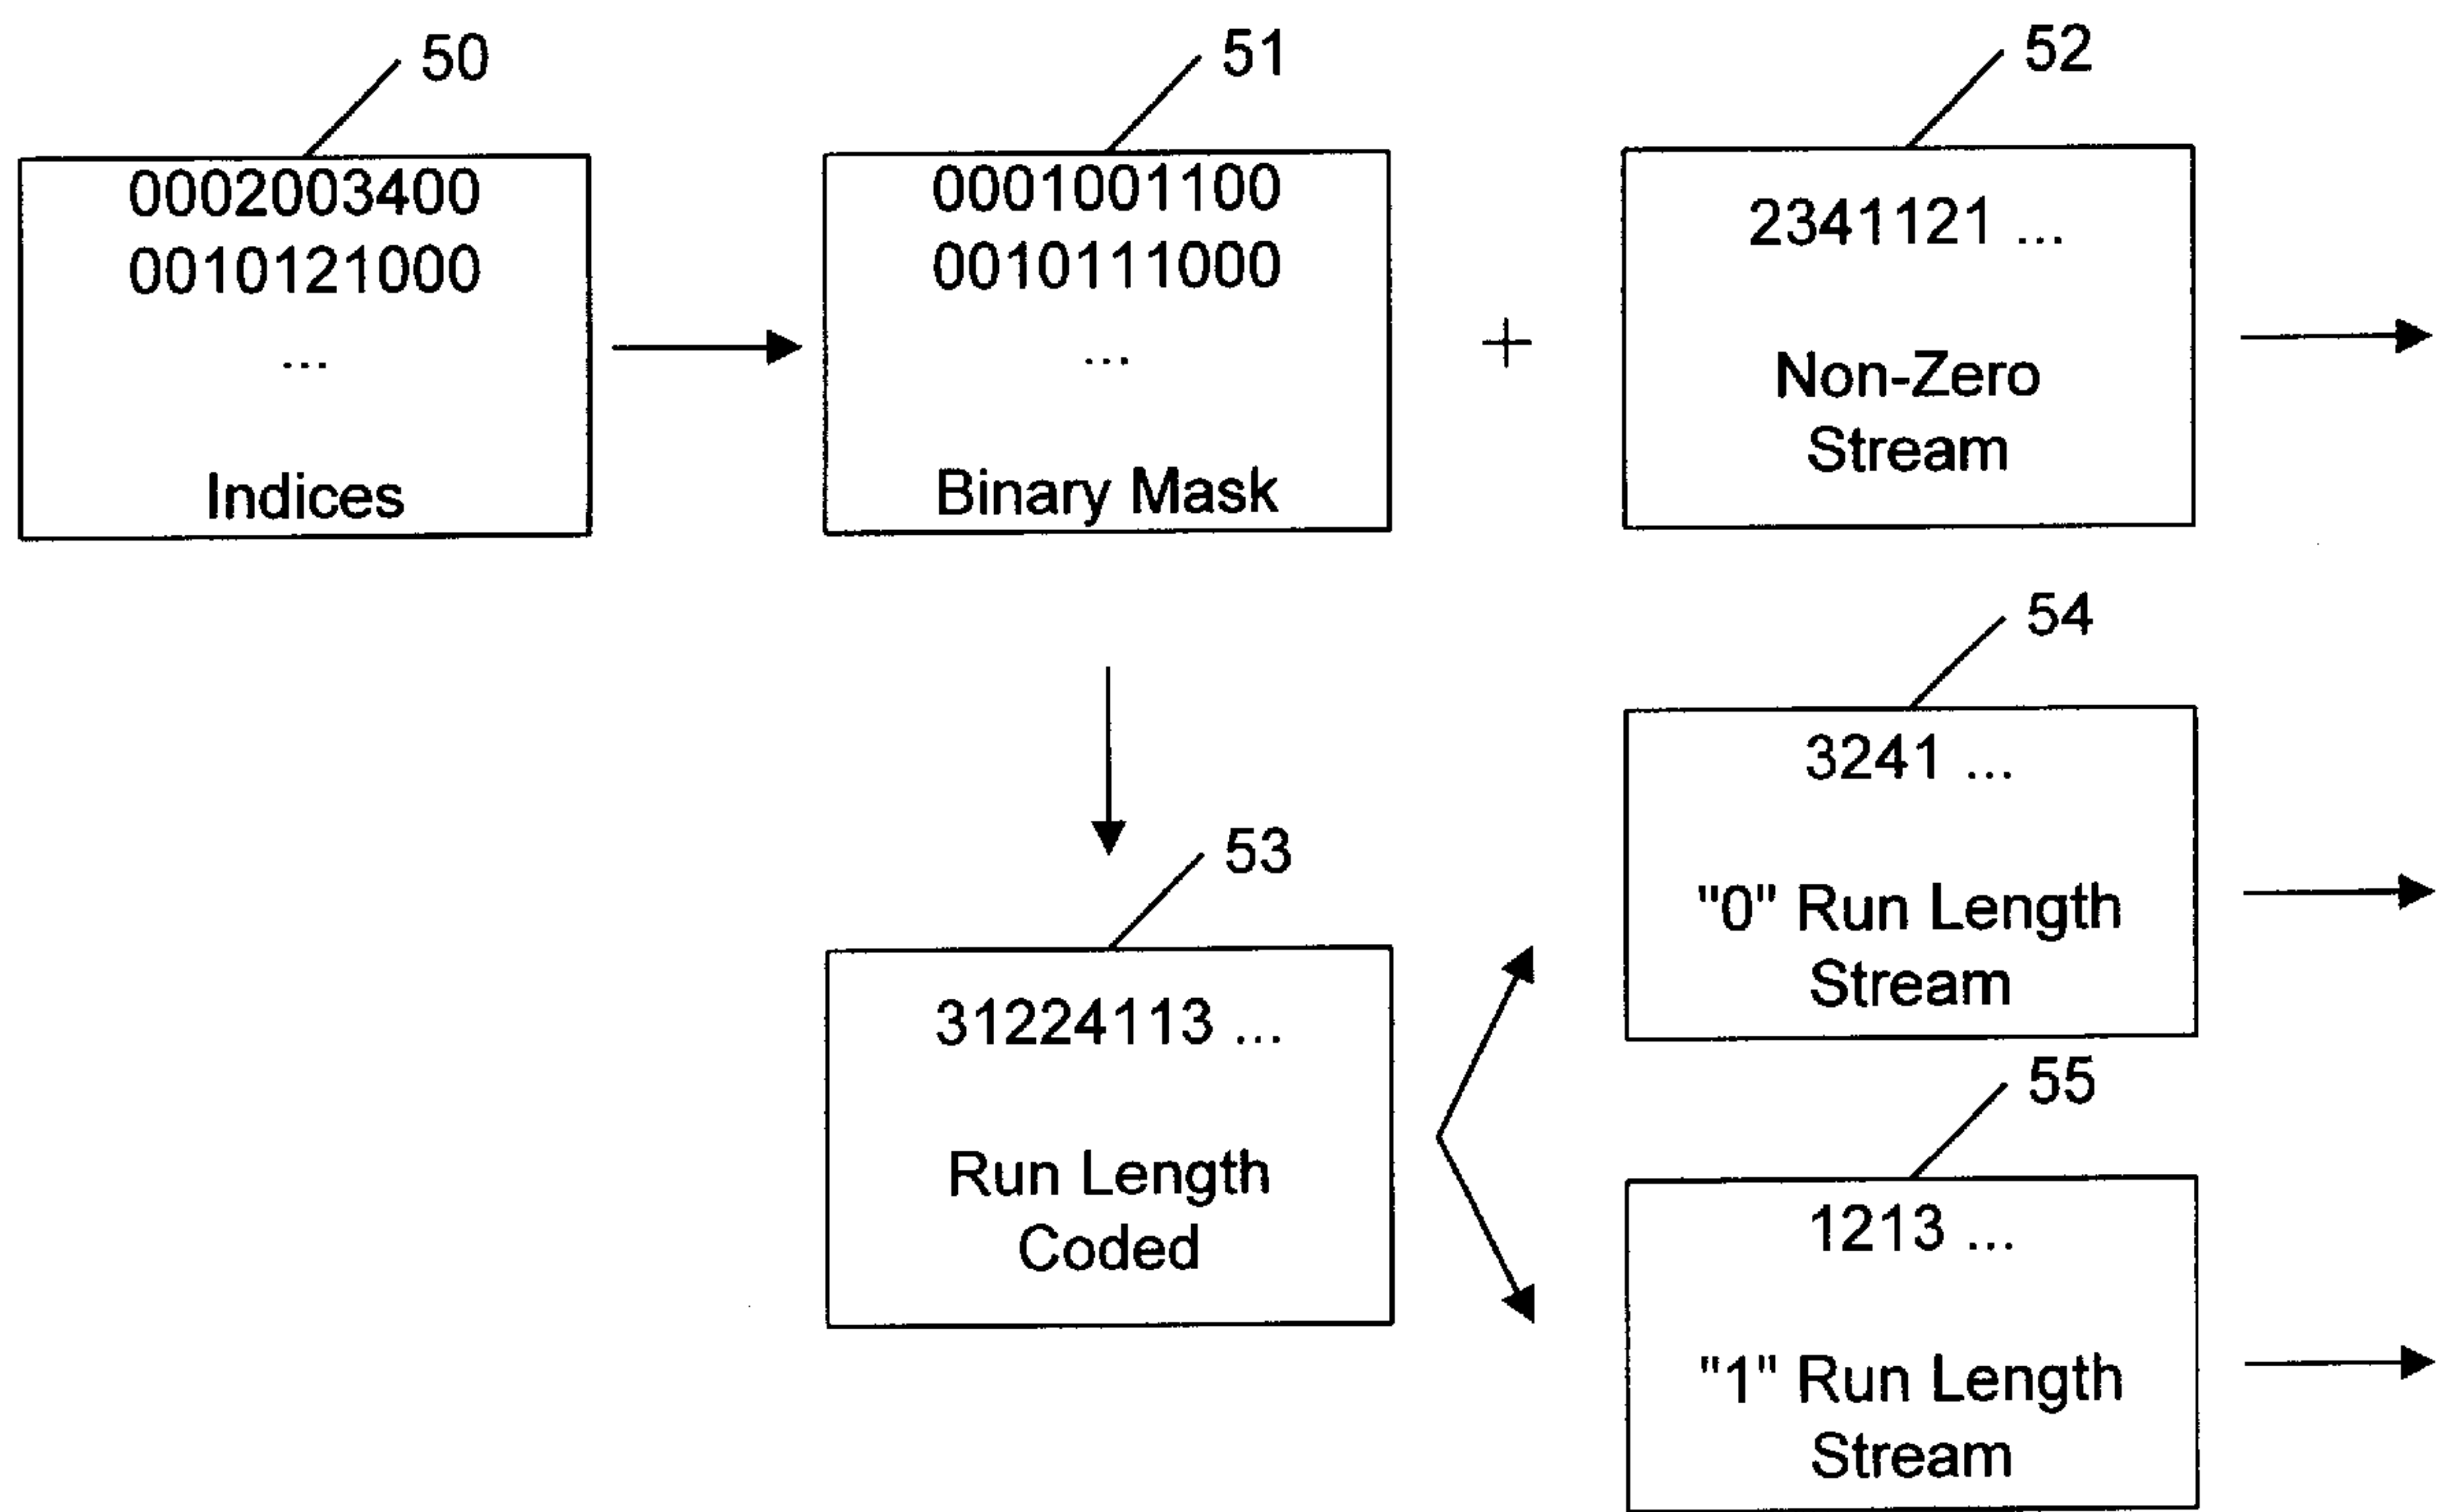 50
0002003400
0010121000
...
Indices
51
0001001100
0010111000
...
Binary Mask
+
52
2341121 ...
Non-Zero
Stream
53
31224113 ...
Run Length
Coded
54
3241 ...
"0" Run Length
Stream
55
1213 ...
"1" Run Length
Stream